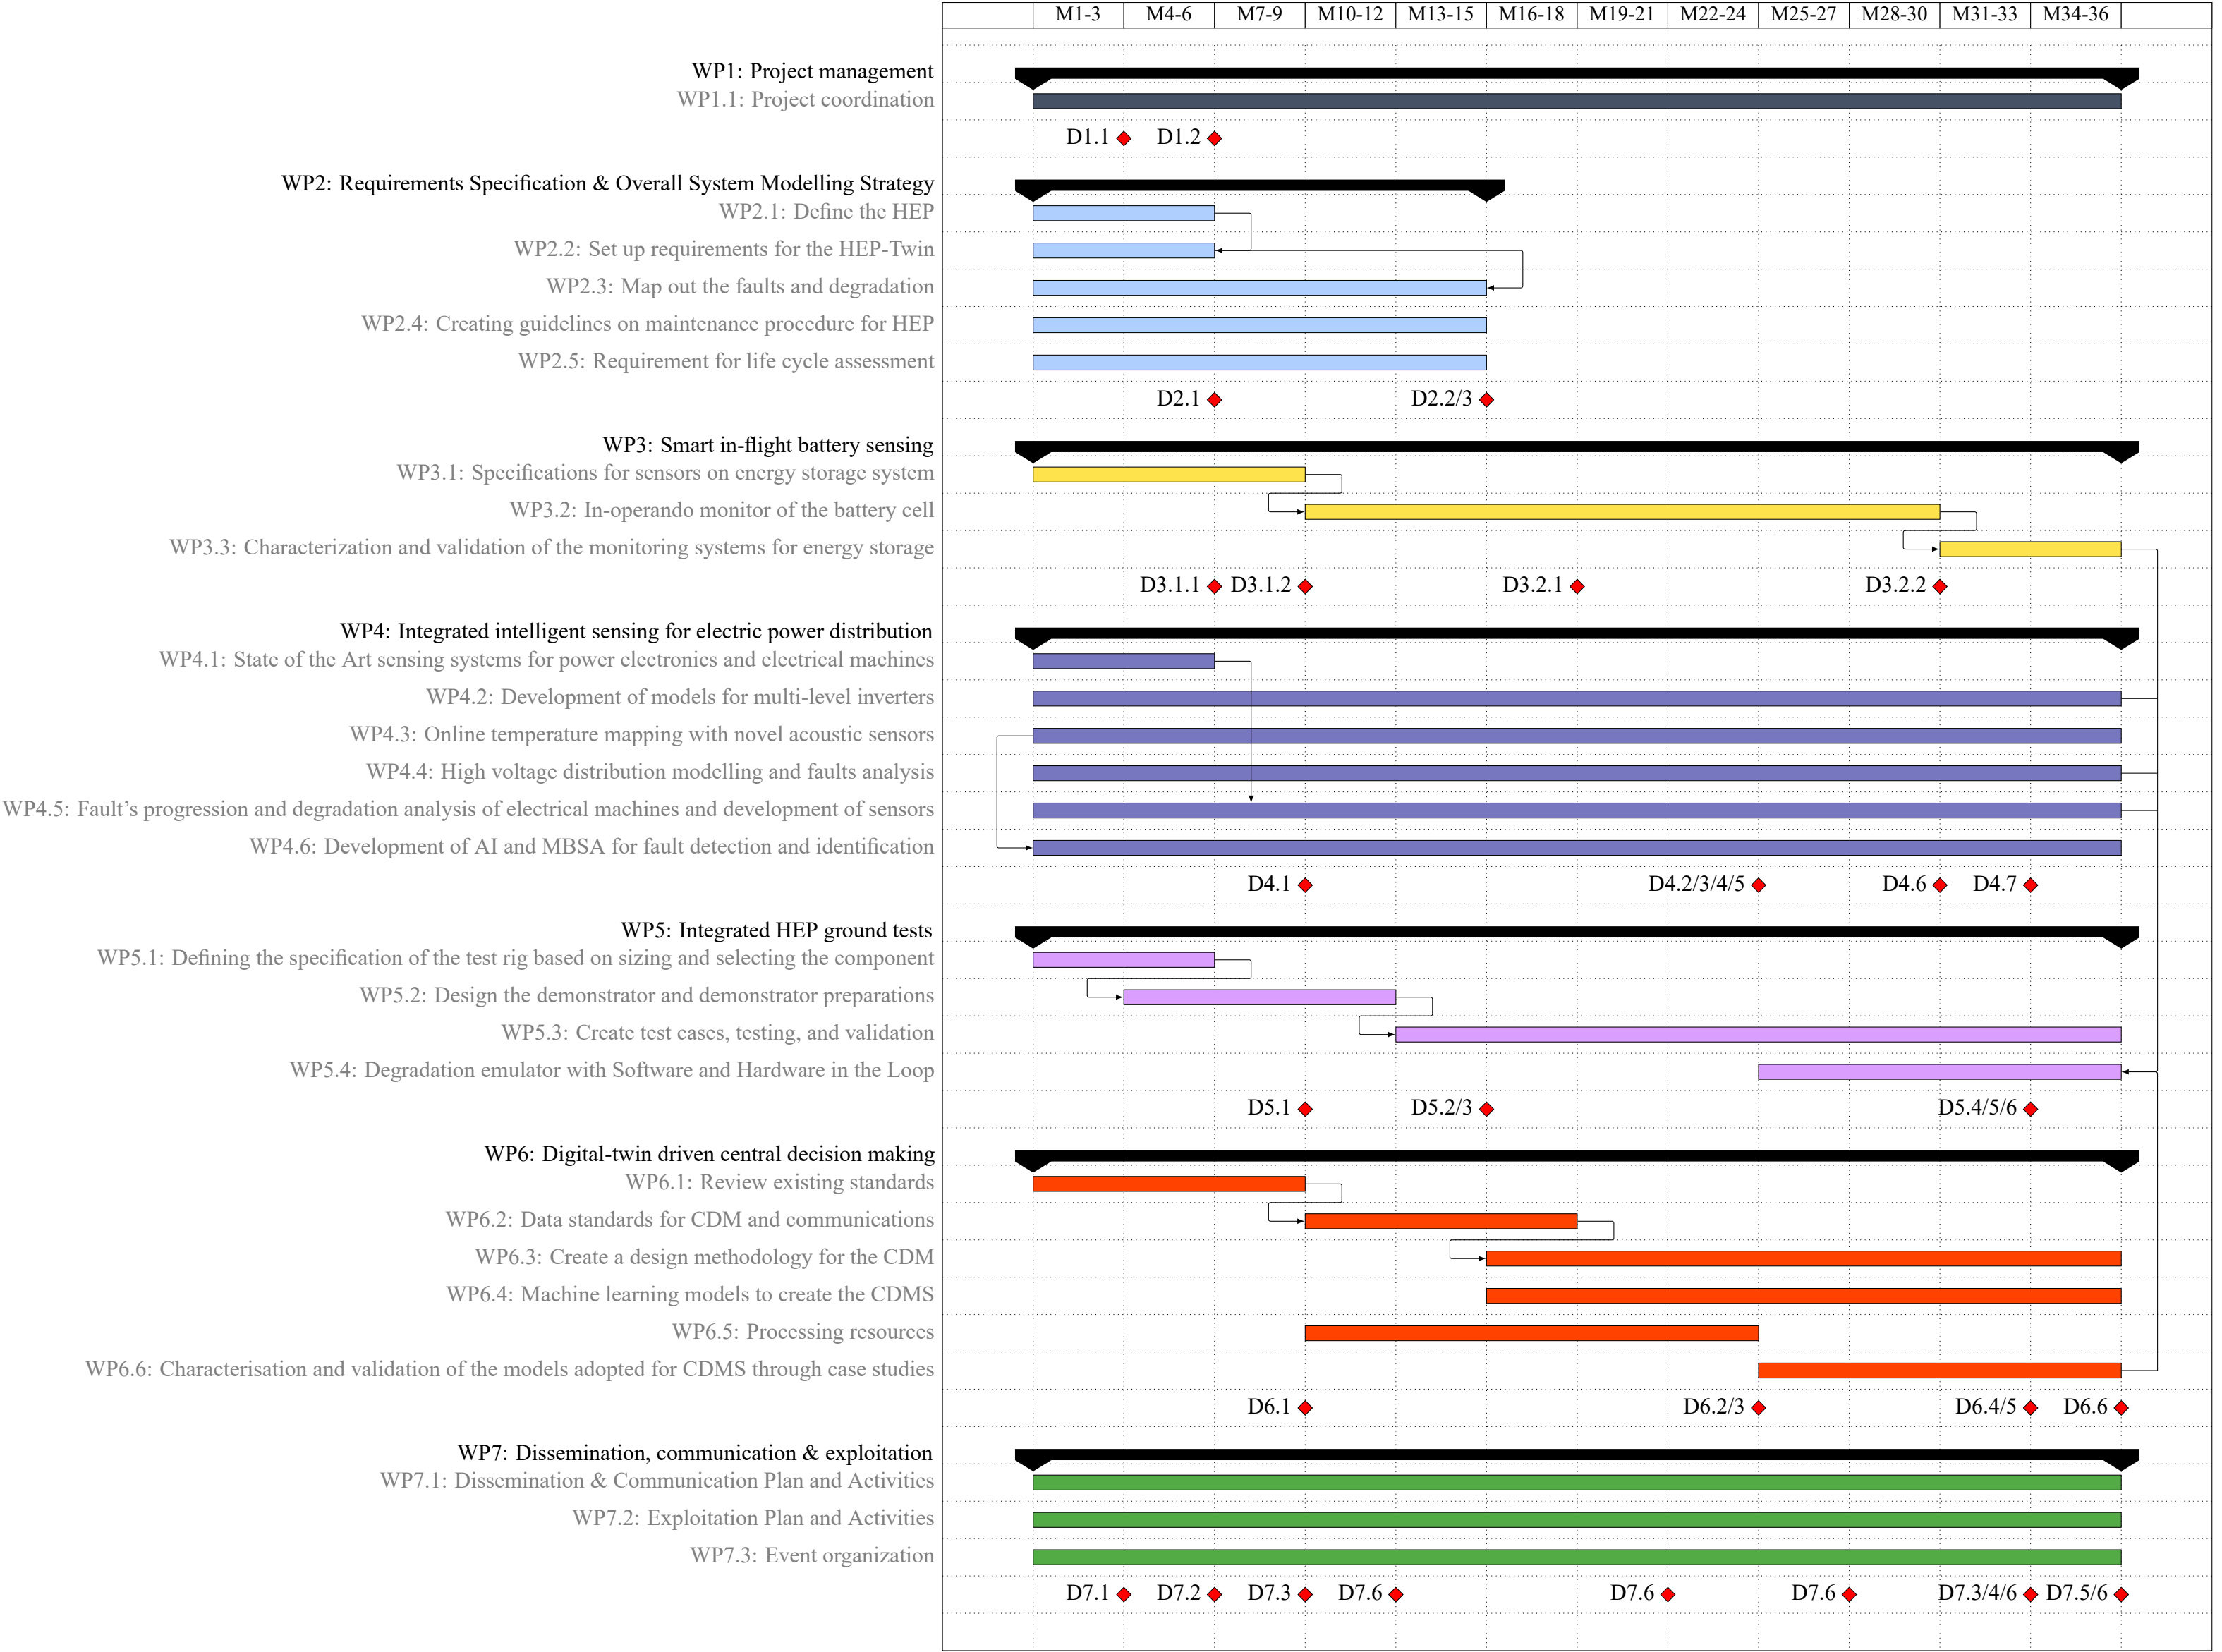 M1-3 M4-6 M7-9 M10-12 M13-15 M16-18 M19-21 M22-24 M25-27 M28-30 M31-33 M34-36
WP1: Project management
WP1.1: Project coordination
D1.1 D1.2
WP2: Requirements Specification & Overall System Modelling Strategy
WP2.1: Define the HEP
WP2.2: Set up requirements for the HEP-Twin
WP2.3: Map out the faults and degradation
WP2.4: Creating guidelines on maintenance procedure for HEP
WP2.5: Requirement for life cycle assessment
D2.1 D2.2/3
WP3: Smart in-flight battery sensing
WP3.1: Specifications for sensors on energy storage system
WP3.2: In-operando monitor of the battery cell
WP3.3: Characterization and validation of the monitoring systems for energy storage
D3.1.1 D3.1.2 D3.2.1 D3.2.2
WP4: Integrated intelligent sensing for electric power distribution
WP4.1: State of the Art sensing systems for power electronics and electrical machines
WP4.2: Development of models for multi-level inverters
WP4.3: Online temperature mapping with novel acoustic sensors
WP4.4: High voltage distribution modelling and faults analysis
WP4.5: Fault’s progression and degradation analysis of electrical machines and development of sensors
WP4.6: Development of AI and MBSA for fault detection and identification
D4.1 D4.2/3/4/5 D4.6 D4.7
WP5: Integrated HEP ground tests
WP5.1: Defining the specification of the test rig based on sizing and selecting the component
WP5.2: Design the demonstrator and demonstrator preparations
WP5.3: Create test cases, testing, and validation
WP5.4: Degradation emulator with Software and Hardware in the Loop
D5.1 D5.2/3 D5.4/5/6
WP6: Digital-twin driven central decision making
WP6.1: Review existing standards
WP6.2: Data standards for CDM and communications
WP6.3: Create a design methodology for the CDM
WP6.4: Machine learning models to create the CDMS
WP6.5: Processing resources
WP6.6: Characterisation and validation of the models adopted for CDMS through case studies
D6.1 D6.2/3 D6.4/5 D6.6
WP7: Dissemination, communication & exploitation
WP7.1: Dissemination & Communication Plan and Activities
WP7.2: Exploitation Plan and Activities
WP7.3: Event organization
D7.1 D7.2 D7.3 D7.6 D7.6 D7.6 D7.3/4/6 D7.5/6